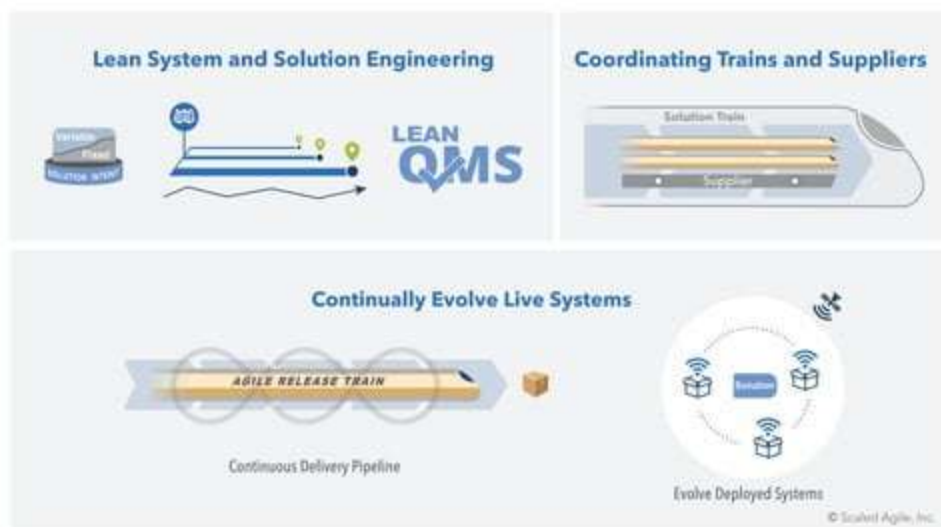 Lean System and Solution Engineering
Variable
Fixed
SOLUTION INTENT
LEAN
QMS
Coordinating Trains and Suppliers
Solution Train
Supplier
Continually Evolve Live Systems
AGILE RELEASE TRAIN
Continuous Delivery Pipeline
Solution
Evolve Deployed Systems
© Scaled Agile, Inc.